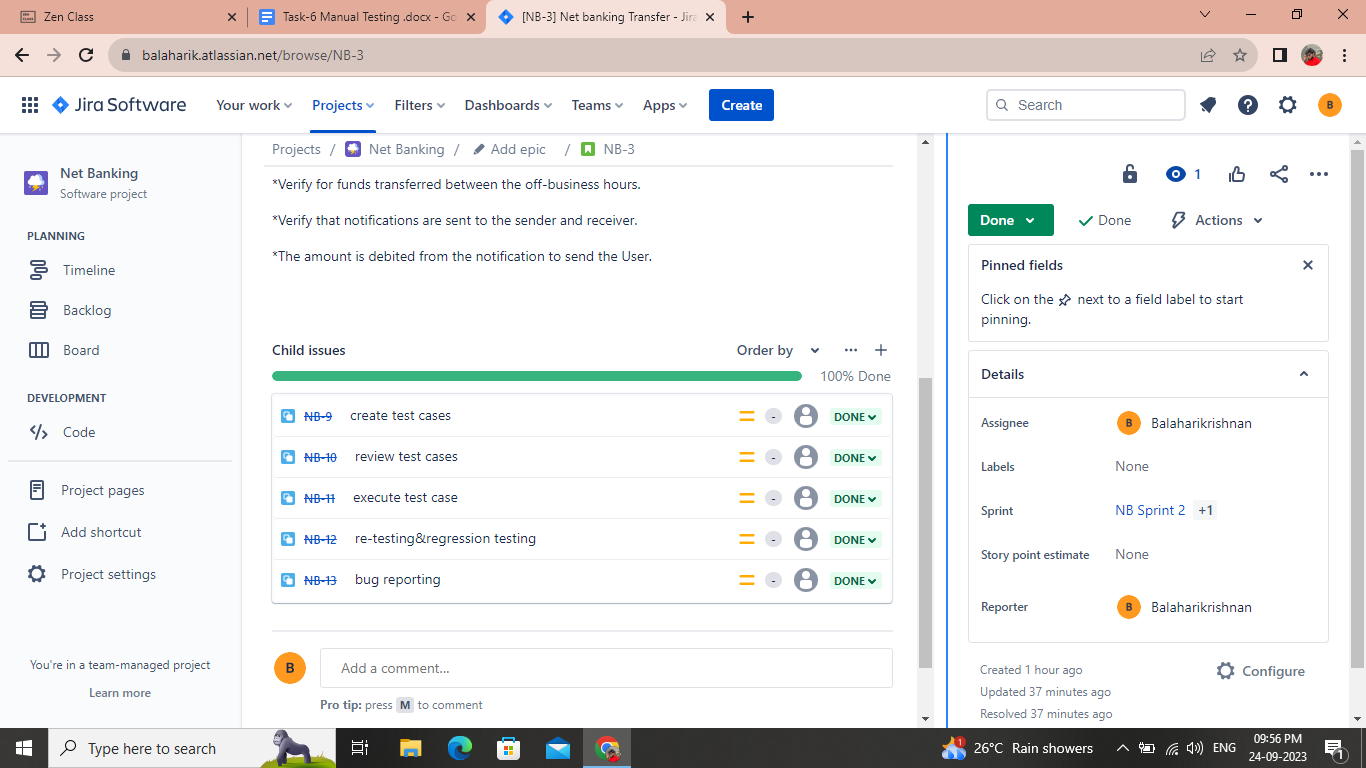 Zen Class
Task-6 Manual Testing .docx - Go
[NB-3] Net banking Transfer - Jira
balaharik.atlassian.net/browse/NB-3
Jira Software
Your work
Projects
Filters
Dashboards
Teams
Apps
Create
Search
B
Net Banking
Software project
PLANNING
Timeline
Backlog
Board
DEVELOPMENT
Code
Project pages
Add shortcut
Project settings
You're in a team-managed project
Learn more
Projects / Net Banking / Add epic / NB-3
*Verify for funds transferred between the off-business hours.
*Verify that notifications are sent to the sender and receiver.
*The amount is debited from the notification to send the User.
Child issues
Order by
100% Done
NB-9 create test cases - DONE
NB-10 review test cases - DONE
NB-11 execute test case - DONE
NB-12 re-testing&regression testing - DONE
NB-13 bug reporting - DONE
B
Add a comment...
Pro tip: press M to comment
1
Done
Done
Actions
Pinned fields
Click on the next to a field label to start
pinning.
Details
Assignee B Balaharikrishnan
Labels None
Sprint NB Sprint 2 +1
Story point estimate None
Reporter B Balaharikrishnan
Created 1 hour ago
Configure
Updated 37 minutes ago
Resolved 37 minutes ago
Type here to search
1
26°C Rain showers
ENG
09:56 PM
24-09-2023
1